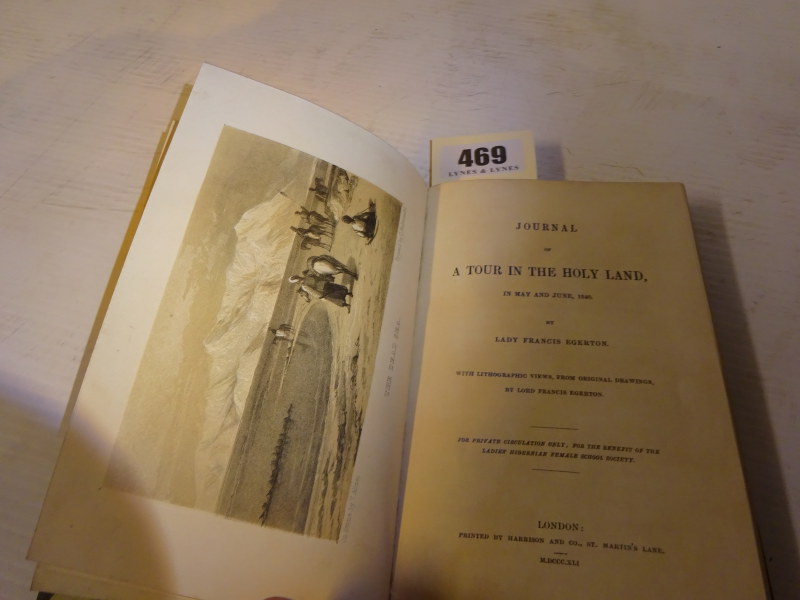 469
LYNES & LYNES
JOURNAL
OF
A TOUR IN THE HOLY LAND,
IN MAY AND JUNE, 1840.
BY
LADY FRANCIS EGERTON.
WITH LITHOGRAPHIC VIEWS, FROM ORIGINAL DRAWINGS,
BY LORD FRANCIS EGERTON.
FOR PRIVATE CIRCULATION ONLY; FOR THE BENEFIT OF THE
LADIES' HIBERNIAN FEMALE SCHOOL SOCIETY.
LONDON:
PRINTED BY HARRISON AND CO., ST. MARTIN'S LANE,
M.DCCC.XLI